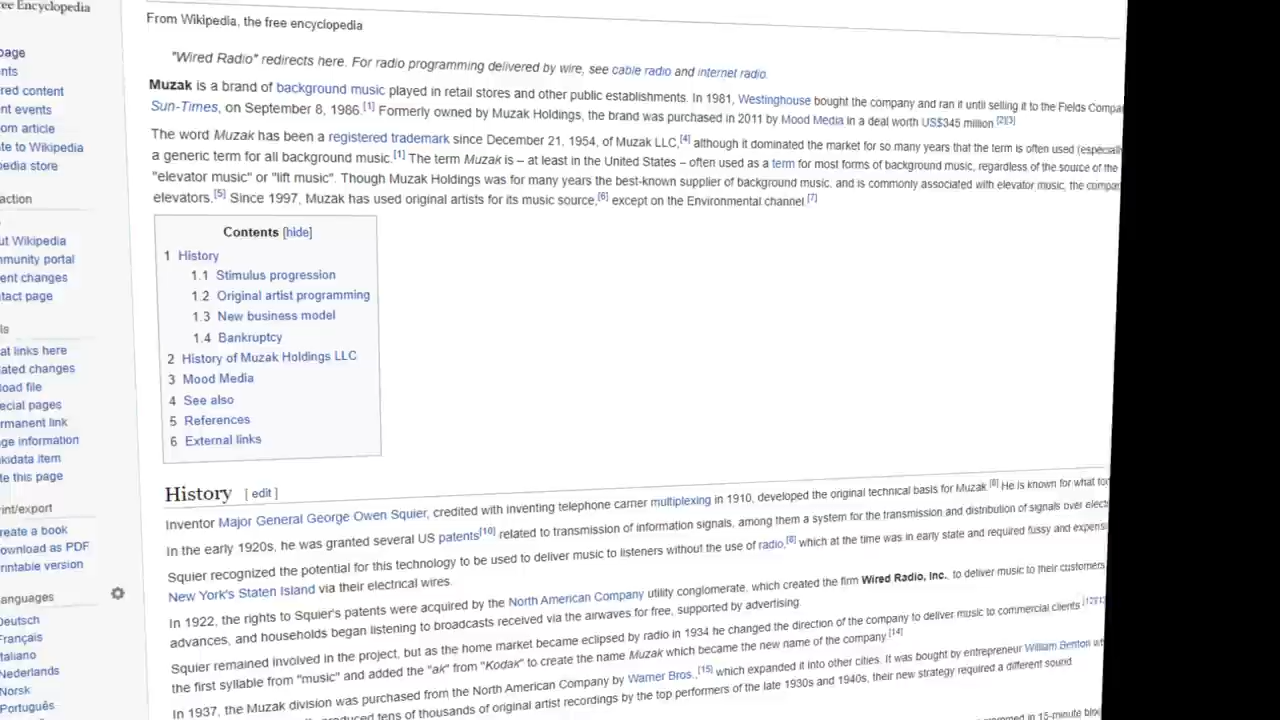 ree Encyclopedia
page
nts
red content
nt events
om article
te to Wikipedia
pedia store
action
ut Wikipedia
mmunity portal
ent changes
tact page
ls
at links here
ated changes
load file
ecial pages
rmanent link
ge information
ikidata item
te this page
rint/export
reate a book
ownload as PDF
rintable version
anguages
Deutsch
Français
taliano
Nederlands
Norsk
Português
From Wikipedia, the free encyclopedia
"Wired Radio" redirects here. For radio programming delivered by wire, see cable radio and internet radio.
Muzak is a brand of background music played in retail stores and other public establishments. In 1981, Westinghouse bought the company and ran it until selling it to the Fields Compa
Sun-Times, on September 8, 1986.[1] Formerly owned by Muzak Holdings, the brand was purchased in 2011 by Mood Media in a deal worth US$345 million.[2][3]
The word Muzak has been a registered trademark since December 21, 1954, of Muzak LLC,[4] although it dominated the market for so many years that the term is often used (especially
a generic term for all background music.[1] The term Muzak is – at least in the United States – often used as a term for most forms of background music, regardless of the source of the
"elevator music" or "lift music". Though Muzak Holdings was for many years the best-known supplier of background music, and is commonly associated with elevator music, the compan
elevators.[5] Since 1997, Muzak has used original artists for its music source,[6] except on the Environmental channel.[7]
Contents [hide]
1 History
1.1 Stimulus progression
1.2 Original artist programming
1.3 New business model
1.4 Bankruptcy
2 History of Muzak Holdings LLC
3 Mood Media
4 See also
5 References
6 External links
History [ edit ]
Inventor Major General George Owen Squier, credited with inventing telephone carrier multiplexing in 1910, developed the original technical basis for Muzak.[8] He is known for what
In the early 1920s, he was granted several US patents[10] related to transmission of information signals, among them a system for the transmission and distribution of signals over elect
Squier recognized the potential for this technology to be used to deliver music to listeners without the use of radio,[8] which at the time was in early state and required fussy and expensi
New York's Staten Island via their electrical wires.
In 1922, the rights to Squier's patents were acquired by the North American Company utility conglomerate, which created the firm Wired Radio, Inc., to deliver music to their customers
advances, and households began listening to broadcasts received via the airwaves for free, supported by advertising.
Squier remained involved in the project, but as the home market became eclipsed by radio in 1934 he changed the direction of the company to deliver music to commercial clients.
the first syllable from "music" and added the "ak" from "Kodak" to create the name Muzak which became the new name of the company.[14]
In 1937, the Muzak division was purchased from the North American Company by Warner Bros.,[15] which expanded it into other cities. It was bought by entrepreneur William Benton
produced tens of thousands of original artist recordings by the top performers of the late 1930s and 1940s, their new strategy required a different sound.
in 15-minute